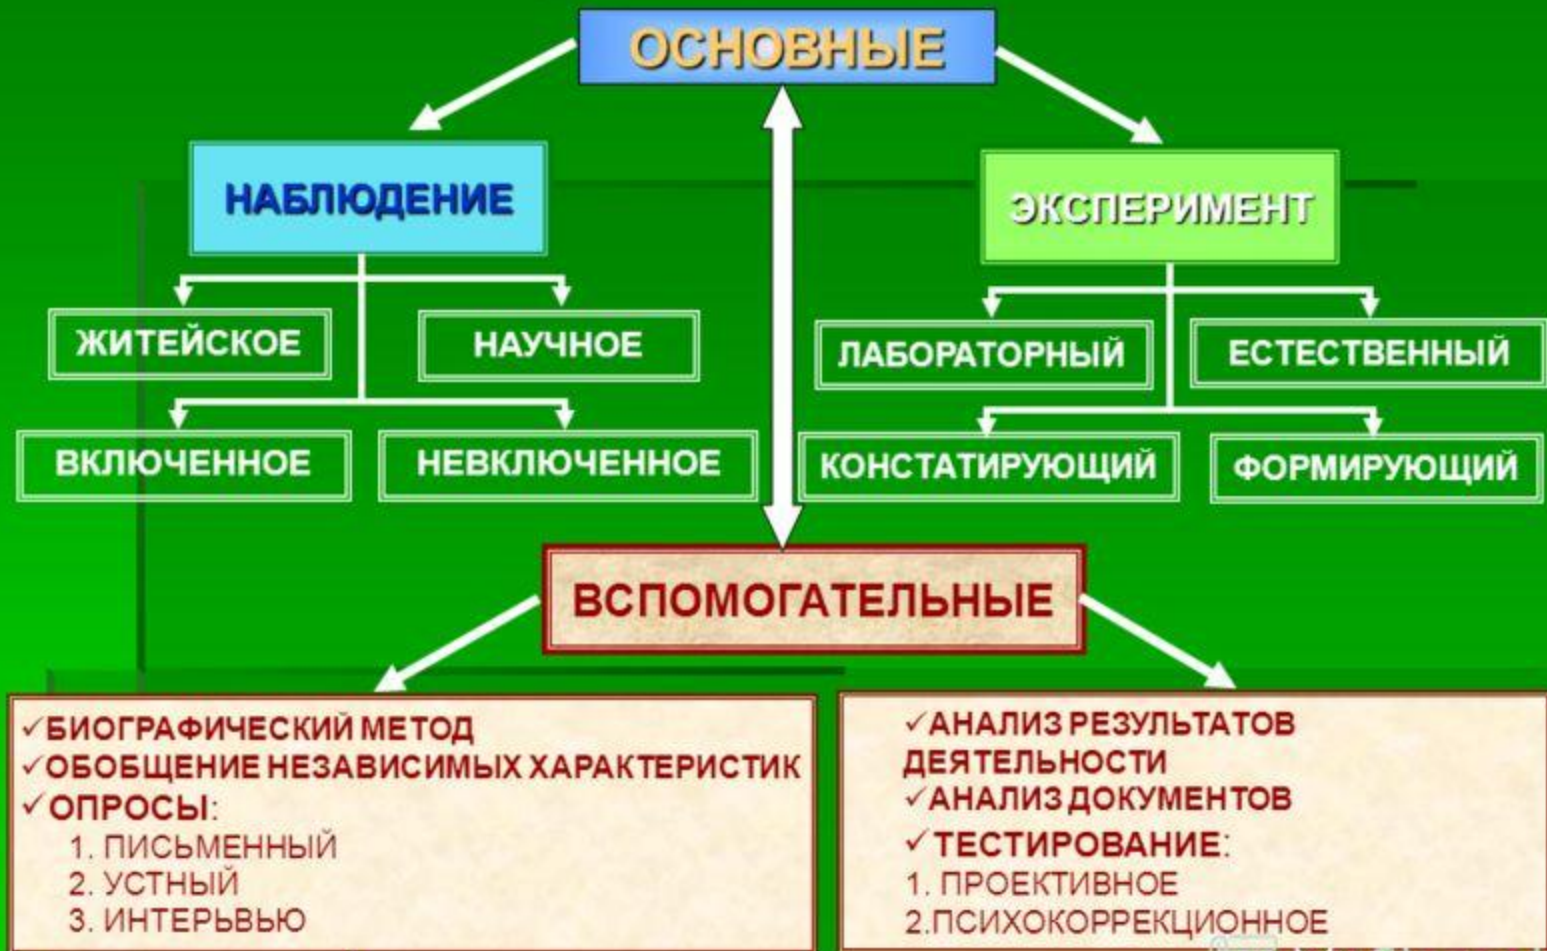 ОСНОВНЫЕ
НАБЛЮДЕНИЕ
ЭКСПЕРИМЕНТ
ЖИТЕЙСКОЕ
НАУЧНОЕ
ЛАБОРАТОРНЫЙ
ЕСТЕСТВЕННЫЙ
ВКЛЮЧЕННОЕ
НЕВКЛЮЧЕННОЕ
КОНСТАТИРУЮЩИЙ
ФОРМИРУЮЩИЙ
ВСПОМОГАТЕЛЬНЫЕ
✓БИОГРАФИЧЕСКИЙ МЕТОД
✓ОБОБЩЕНИЕ НЕЗАВИСИМЫХ ХАРАКТЕРИСТИК
✓ОПРОСЫ:
1. ПИСЬМЕННЫЙ
2. УСТНЫЙ
3. ИНТЕРЬВЬЮ
✓АНАЛИЗ РЕЗУЛЬТАТОВ
ДЕЯТЕЛЬНОСТИ
✓АНАЛИЗ ДОКУМЕНТОВ
✓ТЕСТИРОВАНИЕ:
1. ПРОЕКТИВНОЕ
2.ПСИХОКОРРЕКЦИОННОЕ